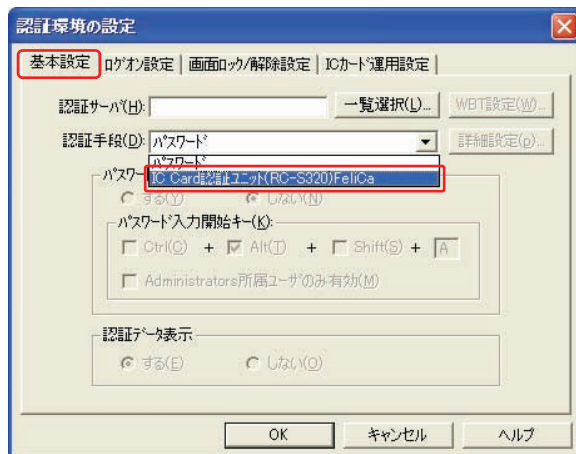 認証環境の設定
基本設定 ﾛｸﾞｵﾝ設定 画面ﾛｯｸ/解除設定 ICｶｰﾄﾞ運用設定
認証ｻｰﾊﾞ(H): 一覧選択(L)... WBT設定(W)...
認証手段(D): ﾊﾟｽﾜｰﾄﾞ 詳細設定(p)...
ﾊﾟｽﾜｰﾄﾞ
IC Card認証ﾕﾆｯﾄ(RC-S320)FeliCa
する(Y) しない(N)
ﾊﾟｽﾜｰﾄﾞ入力開始ｷｰ(K):
Ctrl(C) + Alt(T) + Shift(S) + A
Administrators所属ﾕｰｻﾞのみ有効(M)
認証ﾃﾞｰﾀ表示
する(E) しない(O)
OK キャンセル ヘルプ